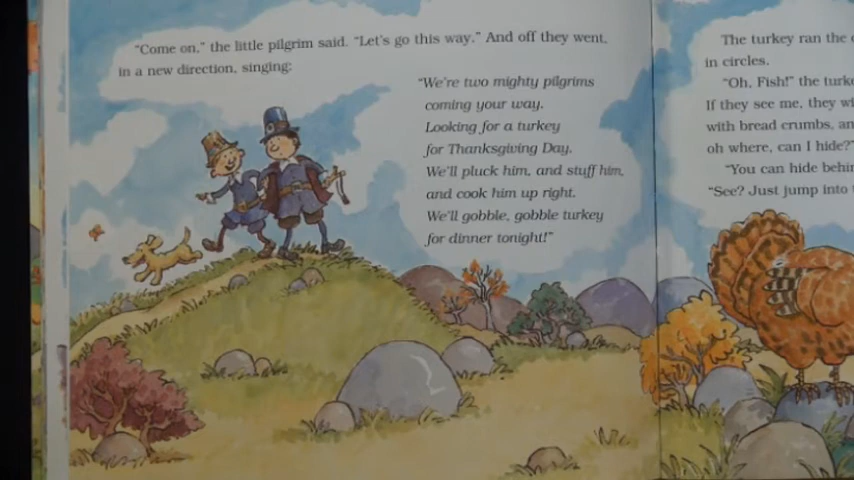 "Come on," the little pilgrim said. "Let's go this way." And off they went,
in a new direction, singing:
"We're two mighty pilgrims
coming your way.
Looking for a turkey
for Thanksgiving Day.
We'll pluck him, and stuff him,
and cook him up right.
We'll gobble, gobble turkey
for dinner tonight!"
The turkey ran the
in circles.
"Oh, Fish!" the
If they see me, they
with bread crumbs,
oh where, can I hide?"
"You can hide
"See? Just jump into